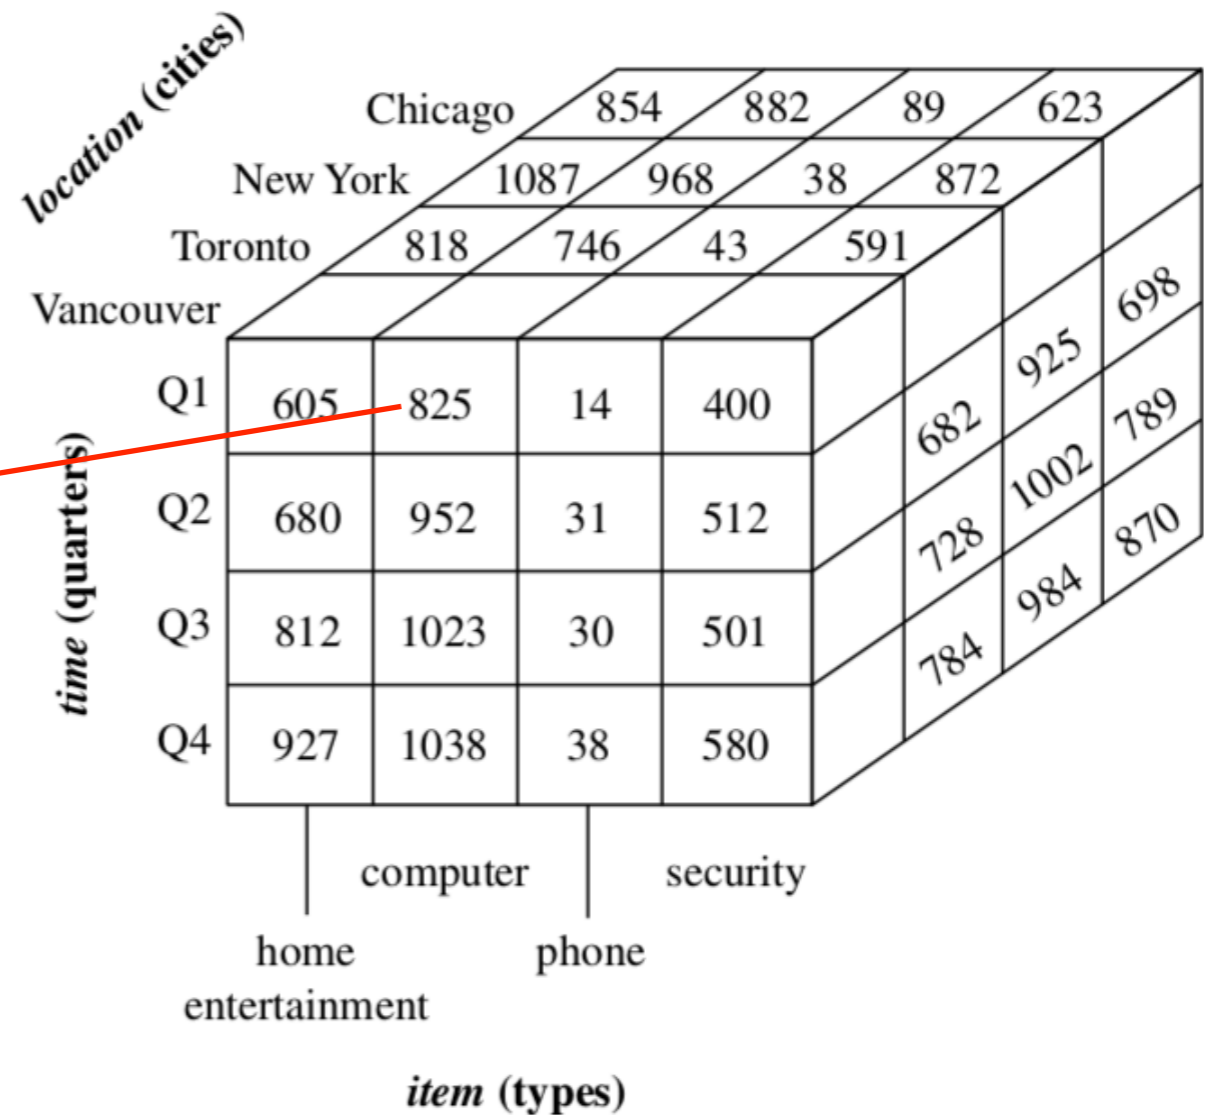 location (cities)
Chicago 854 882 89 623
New York 1087 968 38 872
Toronto 818 746 43 591
Vancouver
time (quarters)
Q1 605 825 14 400
Q2 680 952 31 512
Q3 812 1023 30 501
Q4 927 1038 38 580
682 925 698
728 1002 789
784 984 870
computer security
home phone
entertainment
item (types)